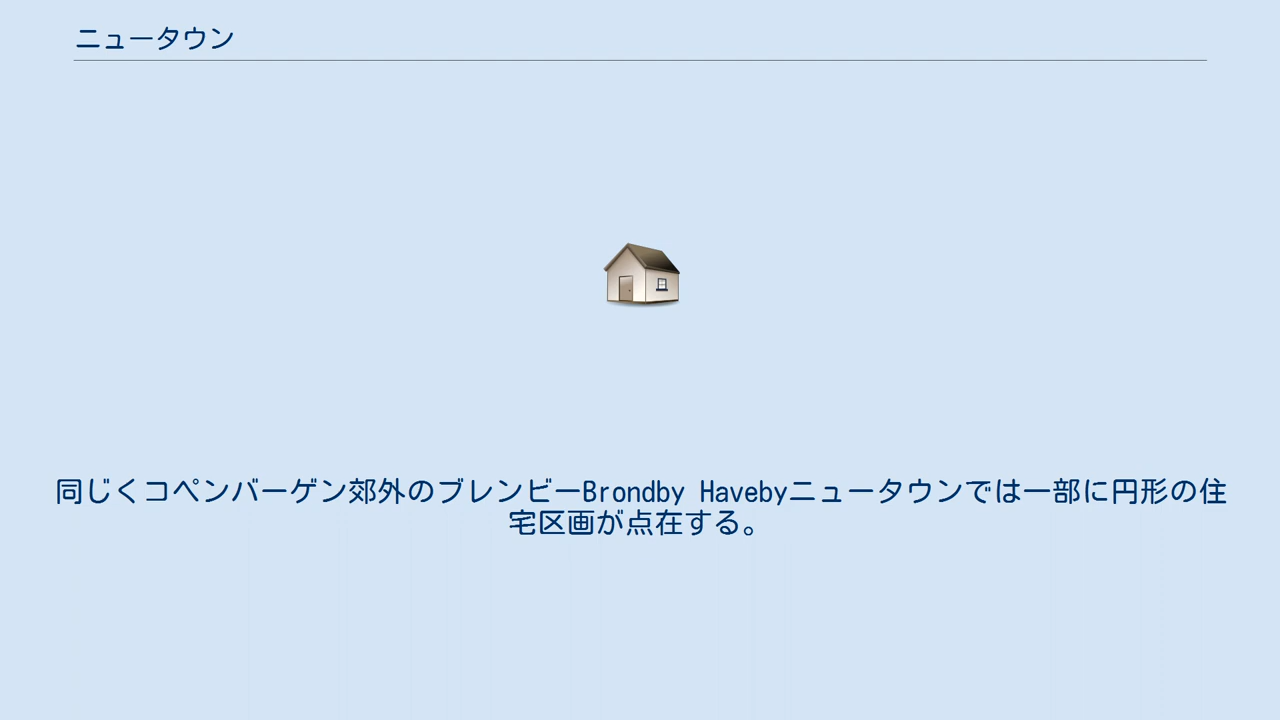 ニュータウン
同じくコペンバーゲン郊外のブレンビーBrondby Havebyニュータウンでは一部に円形の住
宅区画が点在する。